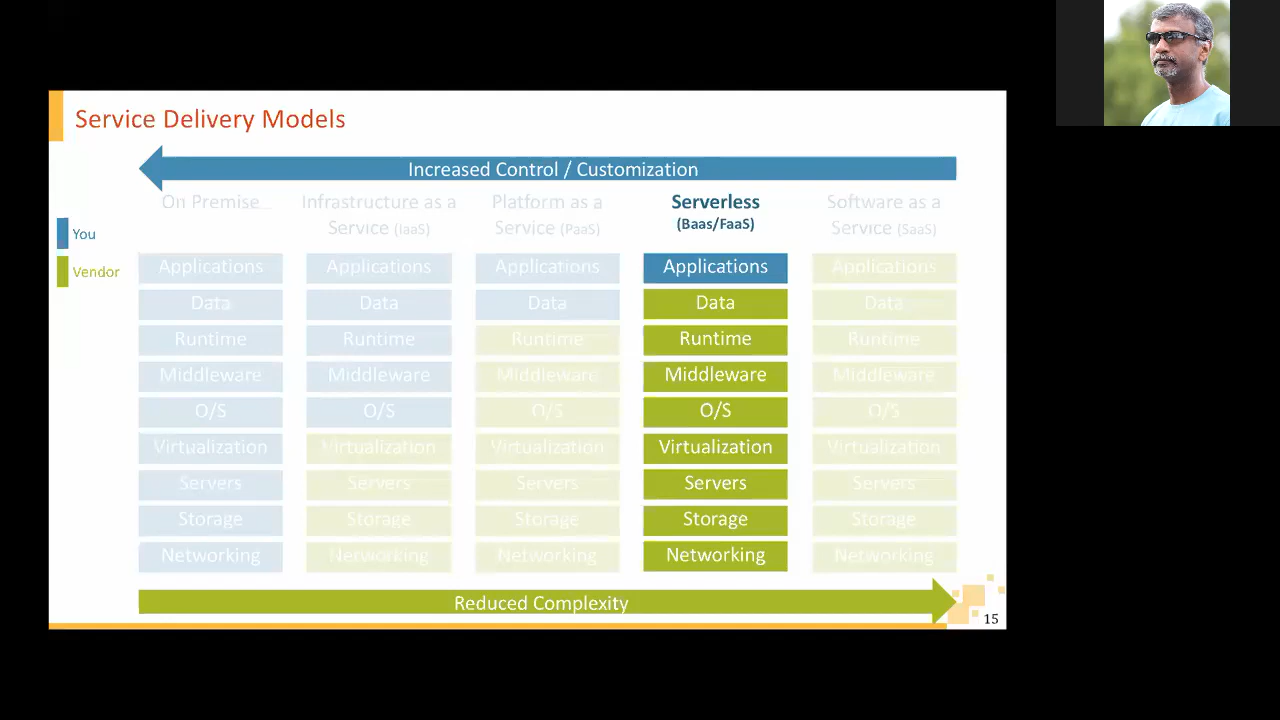 Service Delivery Models
Increased Control / Customization
On Premise
Infrastructure as a
Service (IaaS)
Platform as a
Service (PaaS)
Serverless
(Baas/FaaS)
Software as a
Service (SaaS)
You
Vendor
Applications
Data
Runtime
Middleware
O/S
Virtualization
Servers
Storage
Networking
Applications
Data
Runtime
Middleware
O/S
Virtualization
Servers
Storage
Networking
Applications
Data
Runtime
Middleware
O/S
Virtualization
Servers
Storage
Networking
Applications
Data
Runtime
Middleware
O/S
Virtualization
Servers
Storage
Networking
Applications
Data
Runtime
Middleware
O/S
Virtualization
Servers
Storage
Networking
Reduced Complexity
15